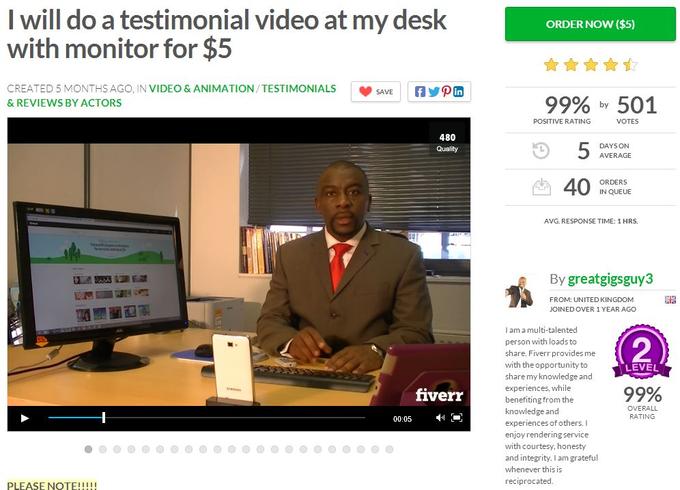 I will do a testimonial video at my desk
with monitor for $5
CREATED 5 MONTHS AGO, IN VIDEO & ANIMATION / TESTIMONIALS
& REVIEWS BY ACTORS
SAVE
480
Quality
SAMSUNG
fiverr
00:05
PLEASE NOTE!!!!!
ORDER NOW ($5)
99% by 501
POSITIVE RATING VOTES
5 DAYS ON
AVERAGE
40 ORDERS
IN QUEUE
AVG. RESPONSE TIME: 1 HRS.
By greatgigsguy3
FROM: UNITED KINGDOM
JOINED OVER 1 YEAR AGO
I am a multi-talented
person with loads to
share. Fiverr provides me
with the opportunity to
share my knowledge and
experiences, while
benefiting from the
knowledge and
experiences of others. I
enjoy rendering service
with courtesy, honesty
and integrity. I am grateful
whenever this is
reciprocated.
2
LEVEL
99%
OVERALL
RATING